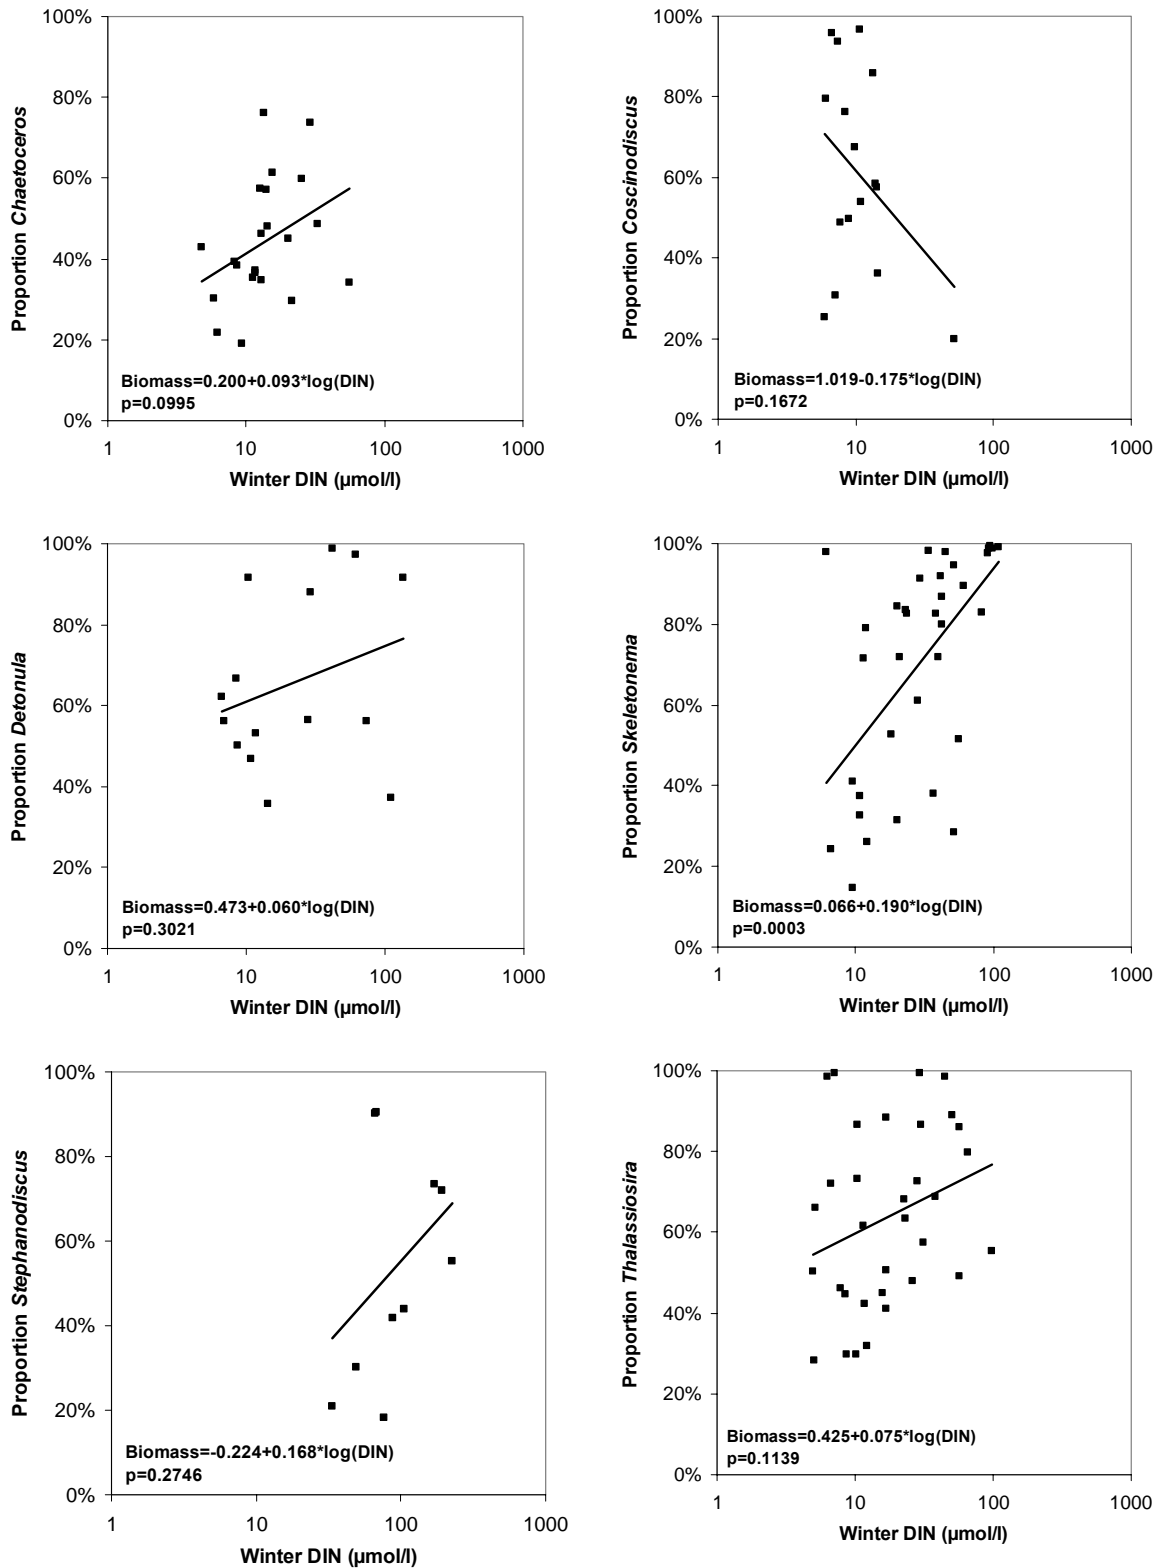 100%
80%
60%
40%
20%
0%
Proportion Chaetoceros
Biomass=0.200+0.093*log(DIN)
p=0.0995
1 10 100 1000
Winter DIN (µmol/l)
100%
80%
60%
40%
20%
0%
Proportion Coscinodiscus
Biomass=1.019-0.175*log(DIN)
p=0.1672
1 10 100 1000
Winter DIN (µmol/l)
100%
80%
60%
40%
20%
0%
Proportion Detonula
Biomass=0.473+0.060*log(DIN)
p=0.3021
1 10 100 1000
Winter DIN (µmol/l)
100%
80%
60%
40%
20%
0%
Proportion Skeletonema
Biomass=0.066+0.190*log(DIN)
p=0.0003
1 10 100 1000
Winter DIN (µmol/l)
100%
80%
60%
40%
20%
0%
Proportion Stephanodiscus
Biomass=-0.224+0.168*log(DIN)
p=0.2746
1 10 100 1000
Winter DIN (µmol/l)
100%
80%
60%
40%
20%
0%
Proportion Thalassiosira
Biomass=0.425+0.075*log(DIN)
p=0.1139
1 10 100 1000
Winter DIN (µmol/l)